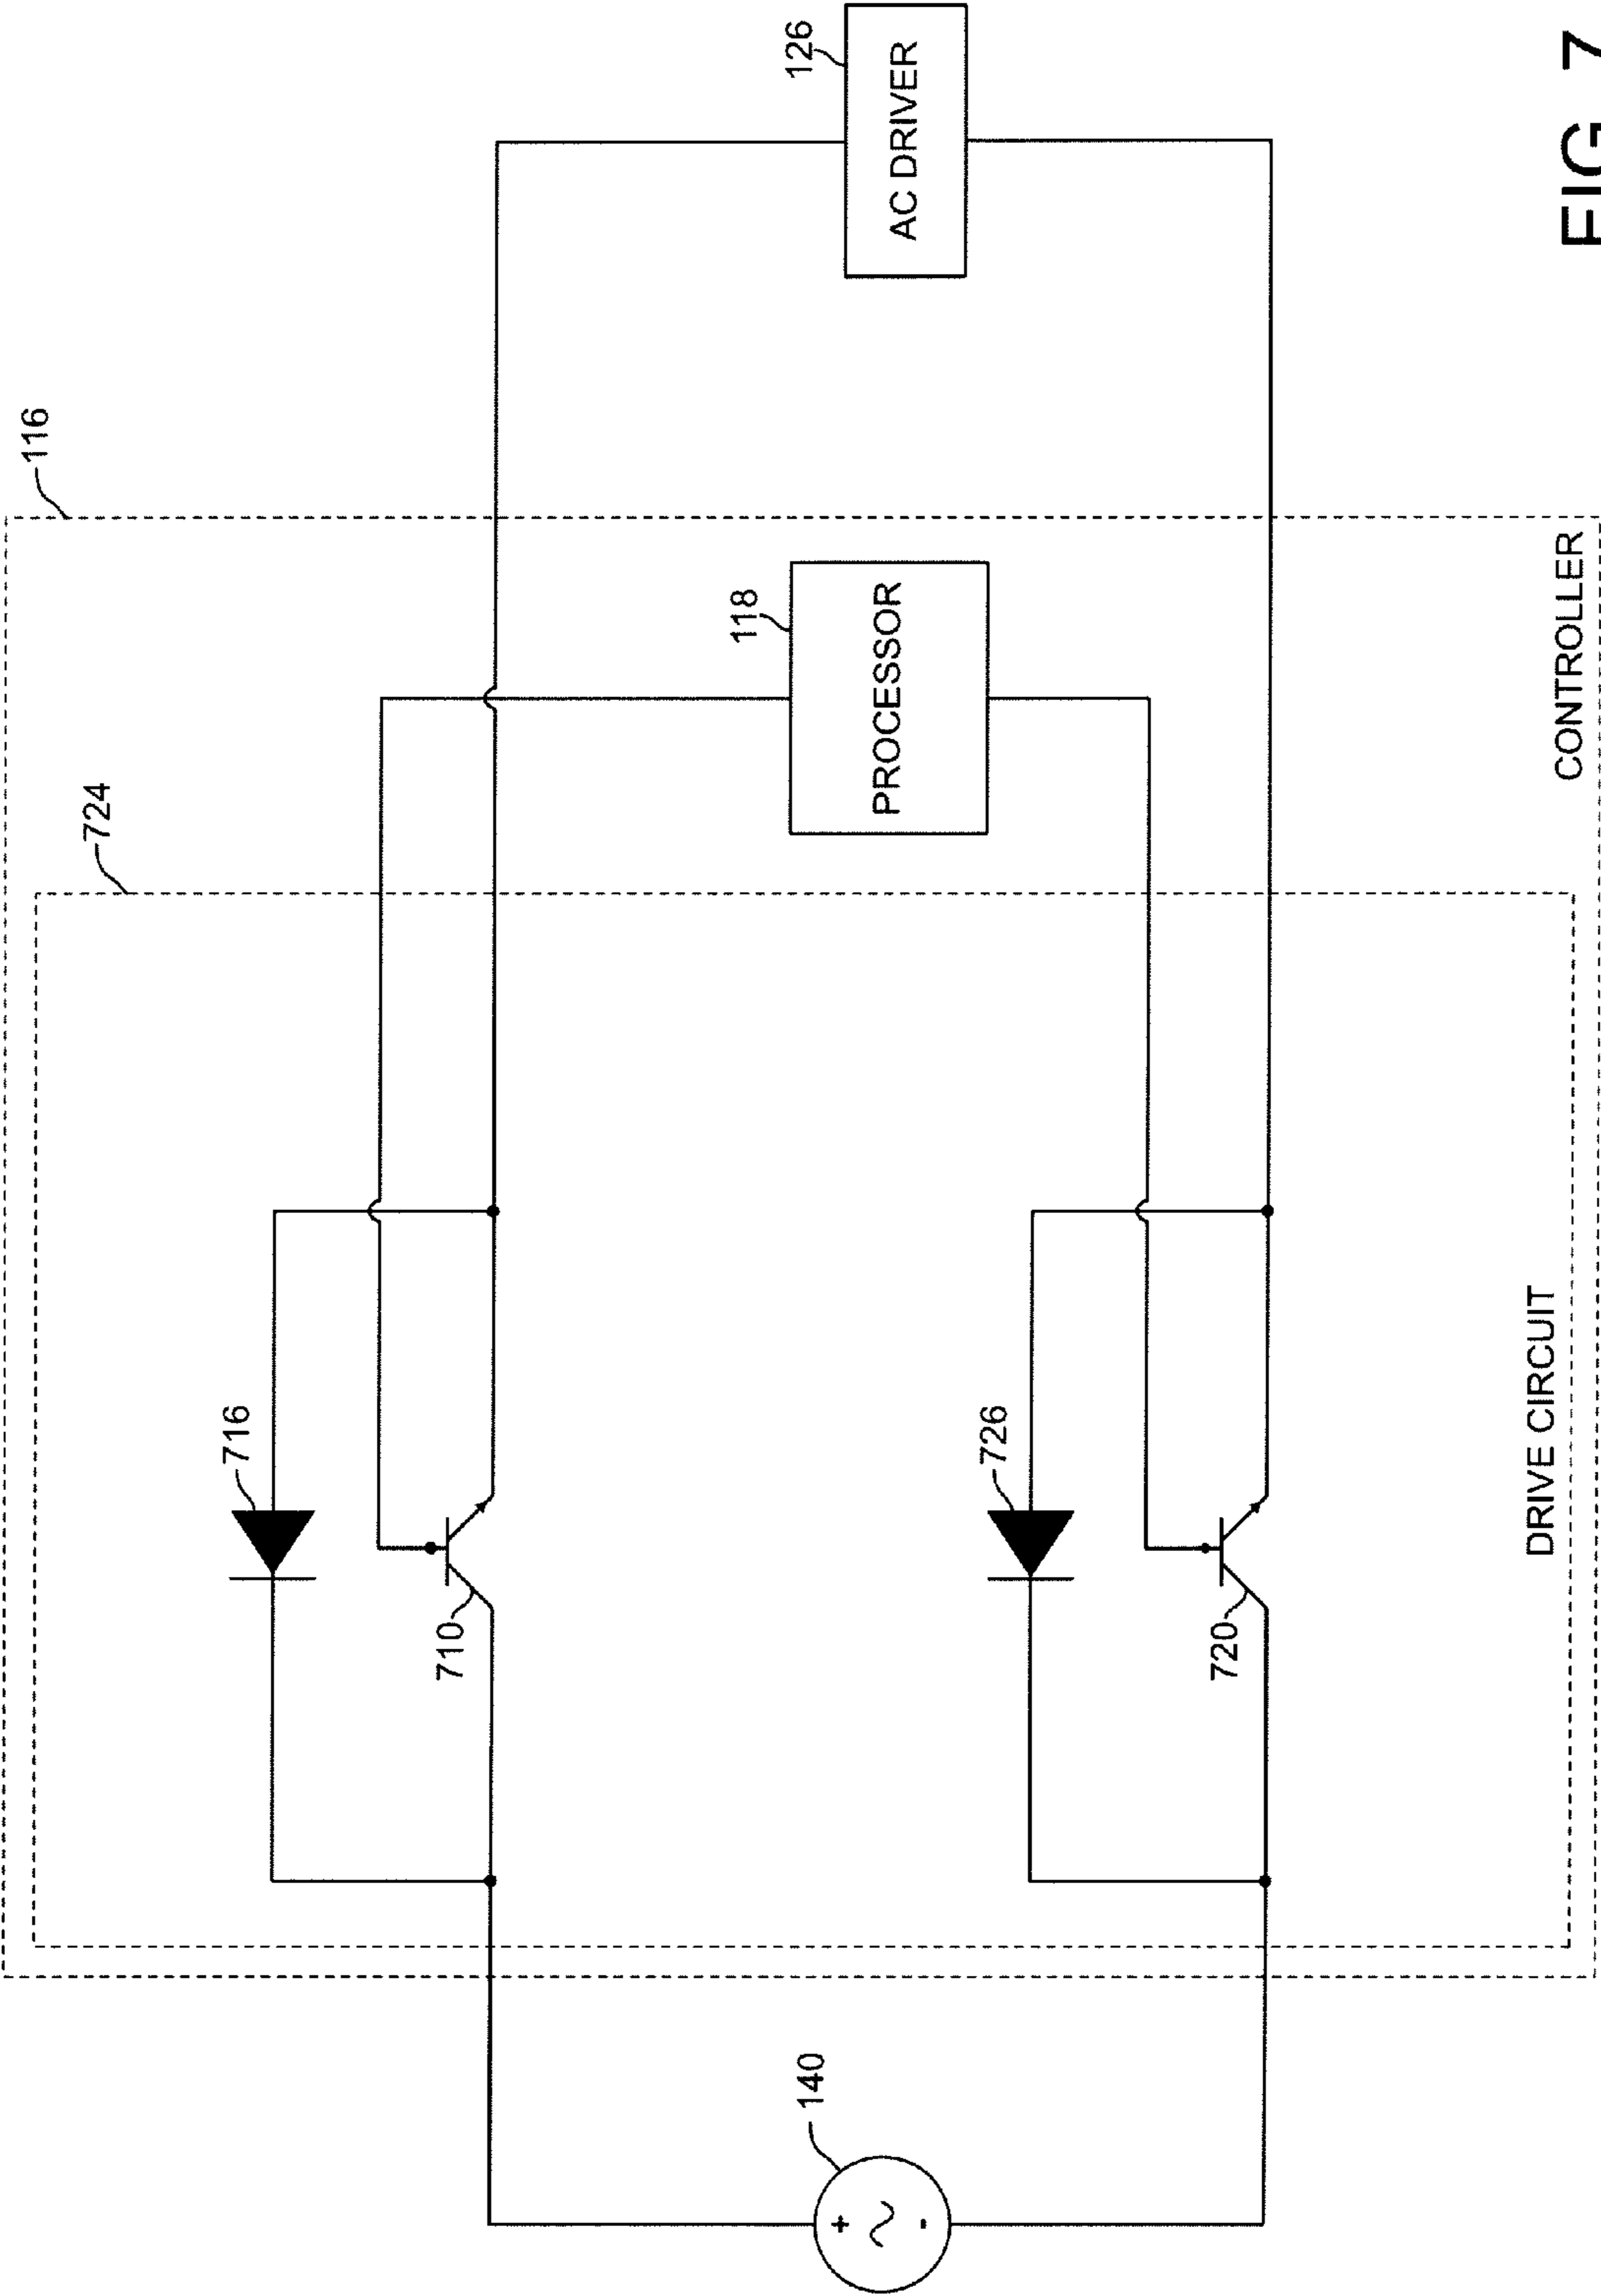 116
724
716
710
118
PROCESSOR
126
AC DRIVER
140
+
-
726
720
DRIVE CIRCUIT
CONTROLLER
FIG. 7